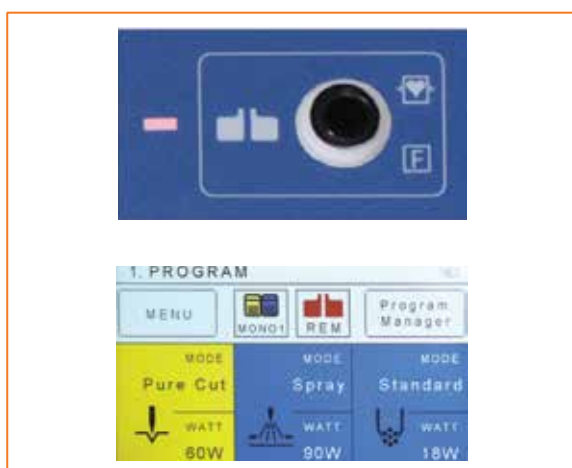 F
1. PROGRAM
MENU
MONO1
REM
Program
Manager
MODE
Pure Cut
WATT
60W
MODE
Spray
WATT
90W
MODE
Standard
WATT
18W